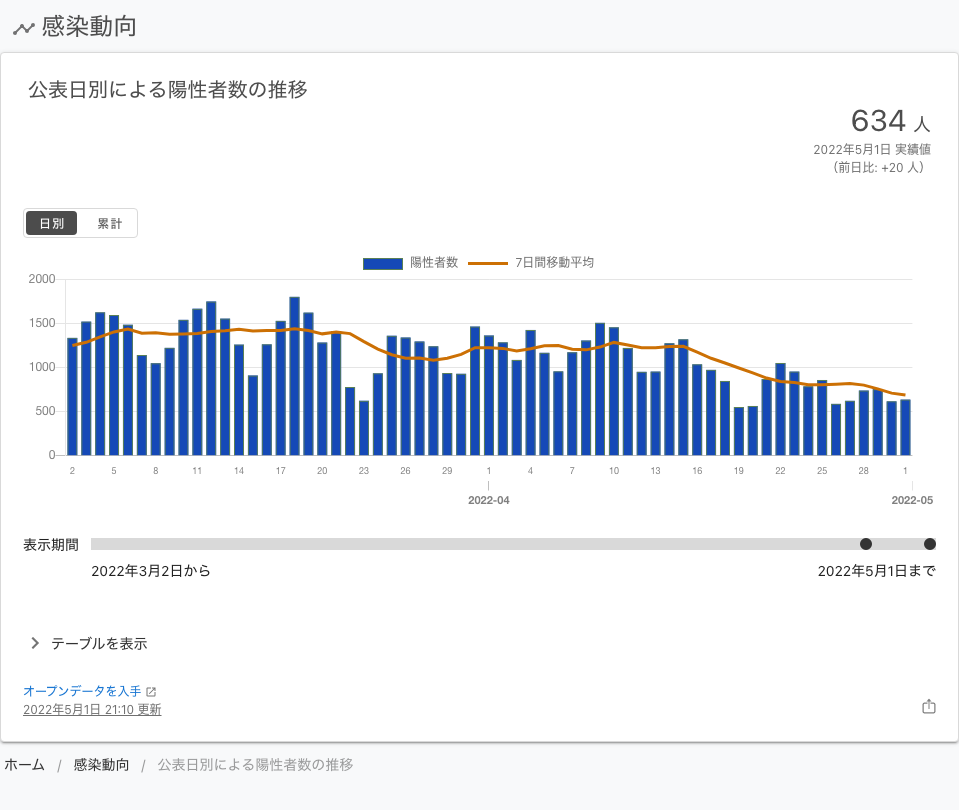 感染動向
公表日別による陽性者数の推移
634 人
2022年5月1日 実績値
（前日比: +20 人）
日別 累計
陽性者数 7日間移動平均
2000
1500
1000
500
0
2 5 8 11 14 17 20 23 26 29 1 4 7 10 13 16 19 22 25 28 1
2022-04 2022-05
表示期間
2022年3月2日から 2022年5月1日まで
テーブルを表示
オープンデータを入手
2022年5月1日 21:10 更新
ホーム / 感染動向 / 公表日別による陽性者数の推移